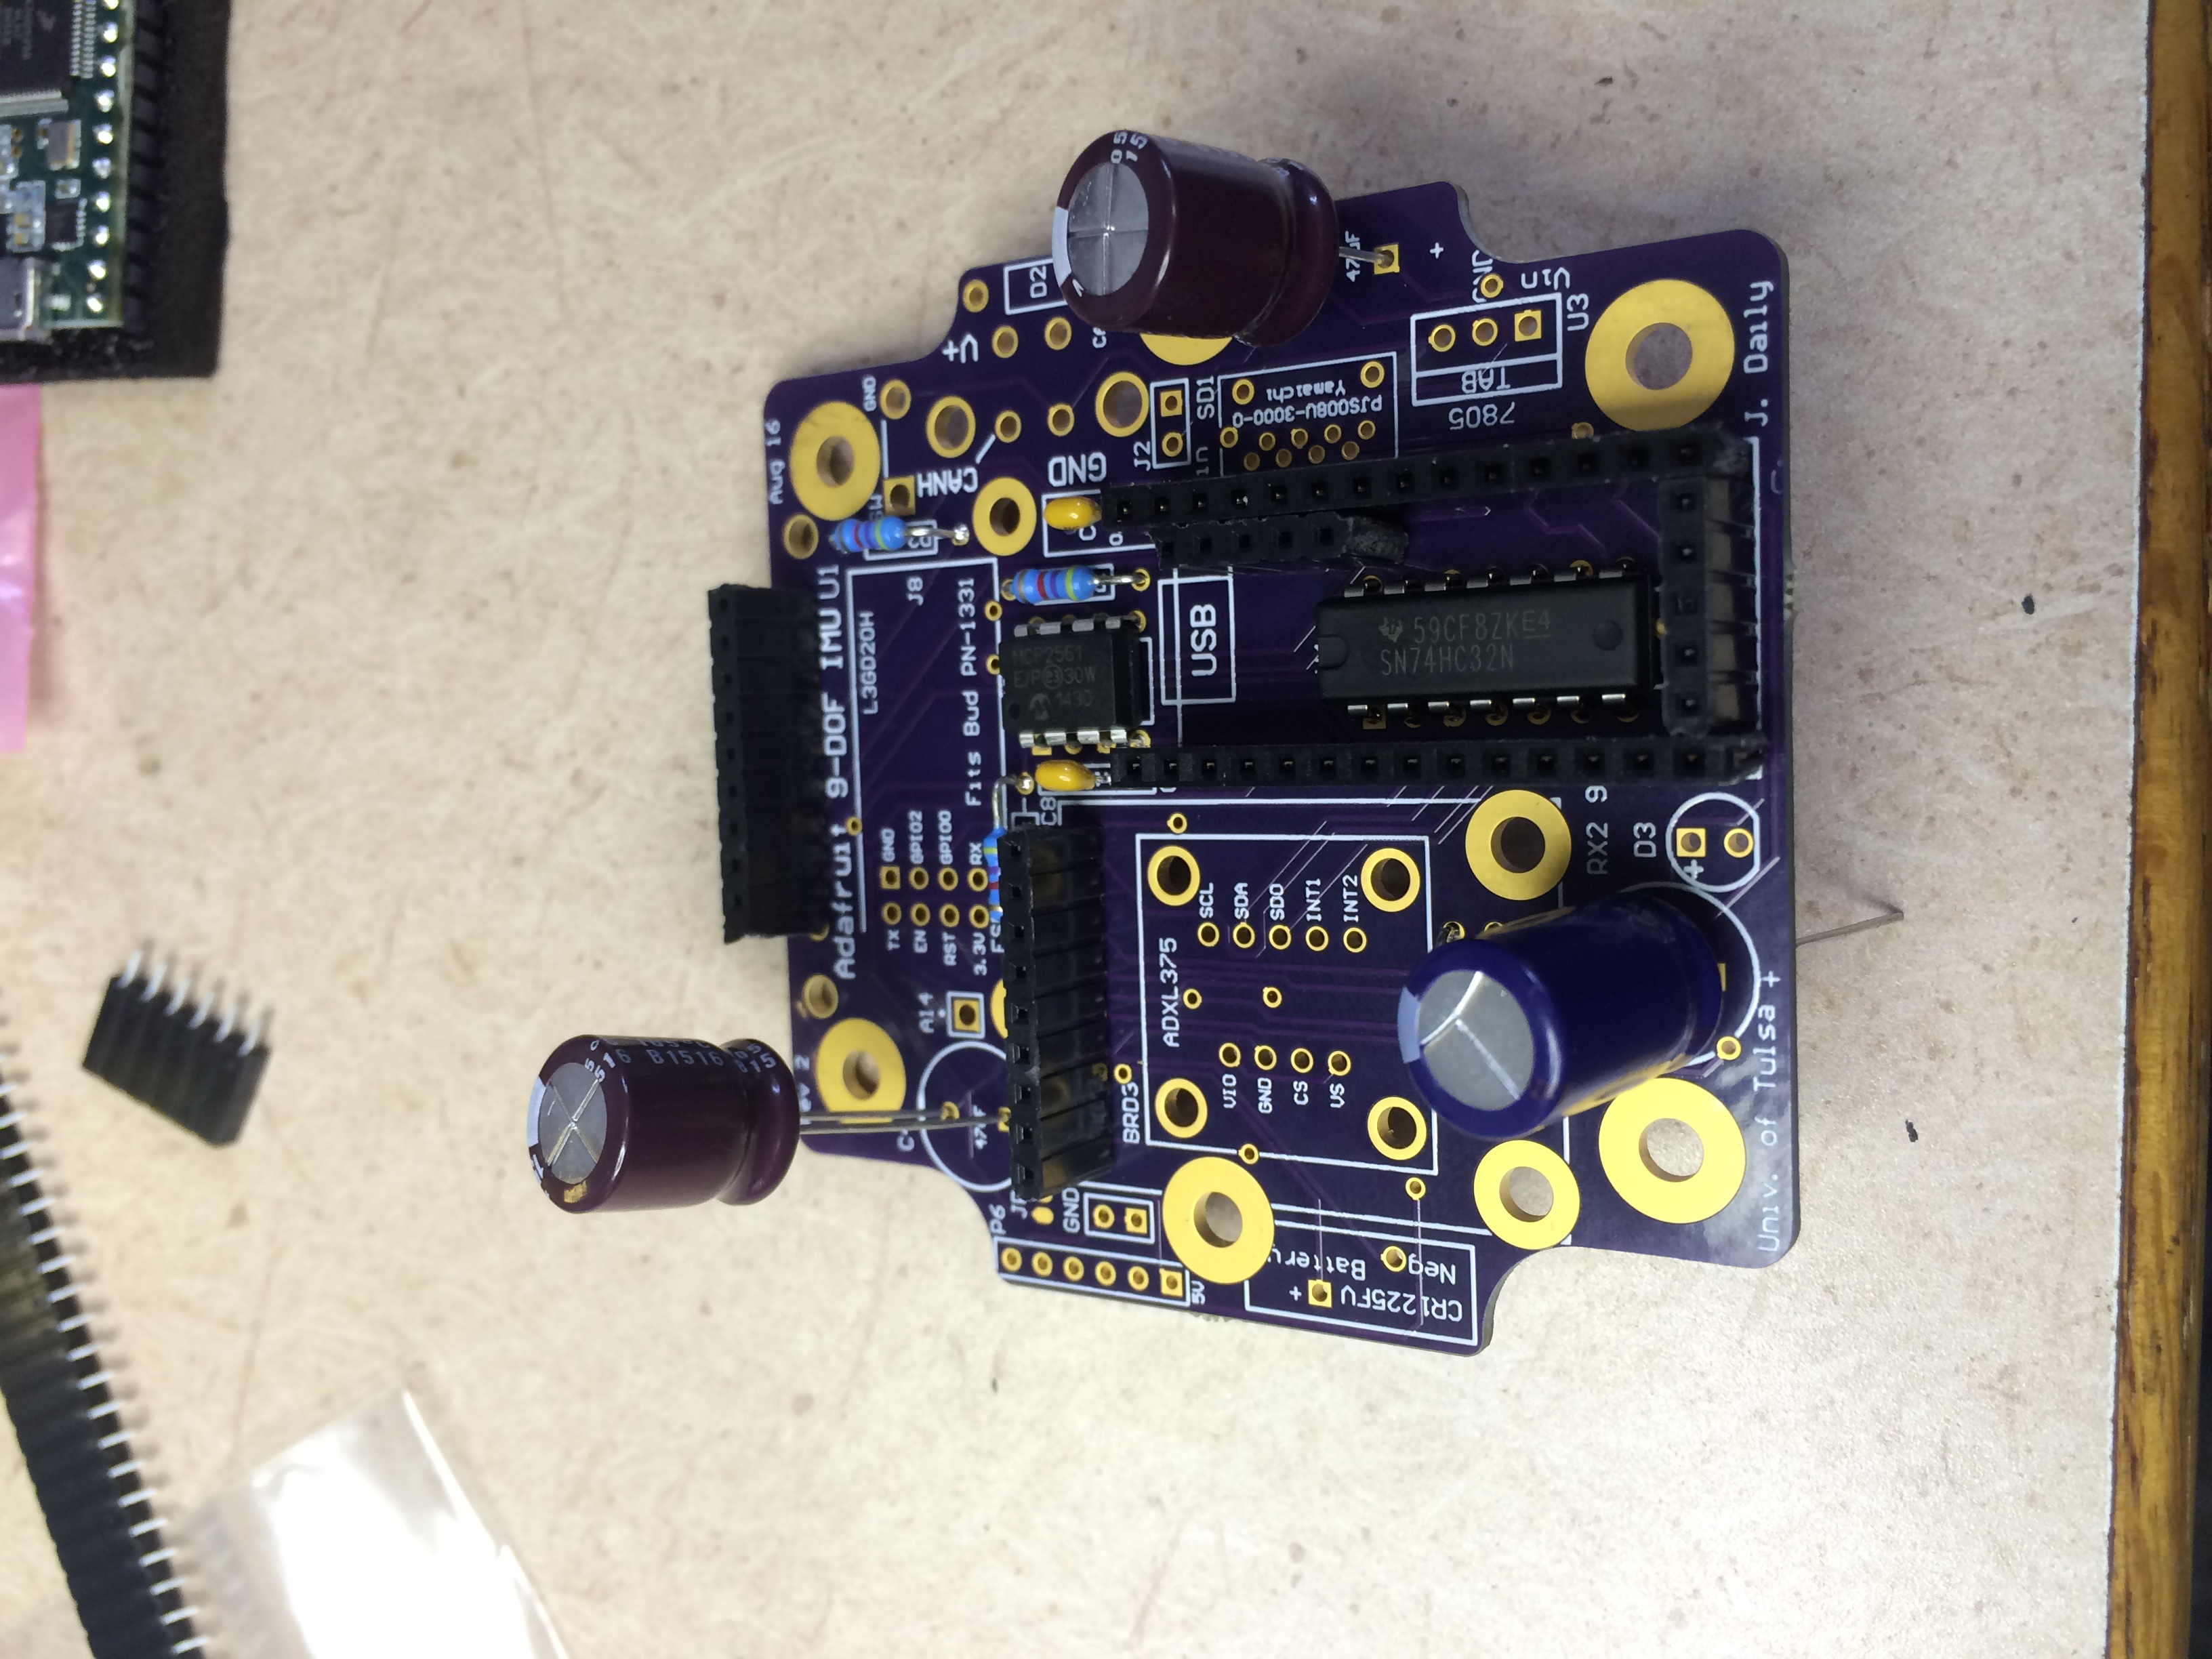 CR1225FV +
Neg Battery
5V
P6
GND
Univ. of Tulsa +
BRD3
VS
CS
GND
VIO
ADXL375
INT2
INT1
SDO
SDA
SCL
A14
3.3V
RST
EN
TX
RX
GPIO0
GPIO2
GND
Adafruit 9-DOF IMU U1
L3GD20H
Fits Bud PN-1331
J8
+
D3
RX2 9
C8
USB
59CF8ZKE4
SN74HC32N
MCP2561
1430
GND
CANH
J2
SD1
PJS008U-3000-0
Yamaichi
7805
TAB
U3
Vin
GND
+
47uF
D2
V+
GND
Aug 16
J. Daily